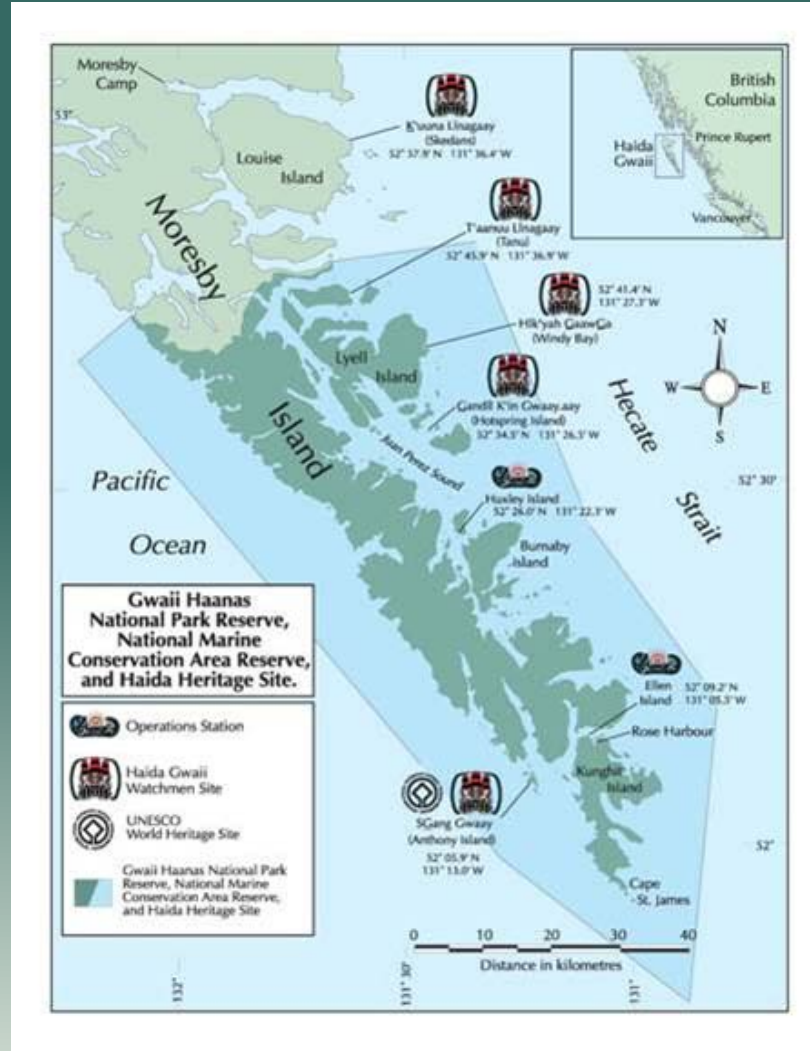 Moresby
Camp
53°
Louise
Island
K'uuna Llnagaay
(Skedans)
52° 57.9' N 131° 36.4' W
British
Columbia
Haida
Gwaii
Prince Rupert
Vancouver
Moresby
Island
T'aanuu Llnagaay
(Tanu)
52° 45.9' N 131° 36.9' W
52° 41.4' N
131° 27.3' W
Hlk'yah GaawGa
(Windy Bay)
Lyell
Island
Gandll K'in Gwaay.aay
(Hotspring Island)
52° 34.5' N 131° 26.5' W
N
W
E
S
Hecate
Strait
Juan Perez Sound
Pacific
Ocean
52° 30'
Huxley Island
52° 26.0' N 131° 22.3' W
Burnaby
Island
Gwaii Haanas
National Park Reserve,
National Marine
Conservation Area Reserve,
and Haida Heritage Site.
Operations Station
Haida Gwaii
Watchmen Site
UNESCO
World Heritage Site
Gwaii Haanas National Park
Reserve, National Marine
Conservation Area Reserve,
and Haida Heritage Site
Ellen
Island
52° 09.2' N
131° 05.3' W
Rose Harbour
Kunghit
Island
SGang Gwaay
(Anthony Island)
52° 05.9' N
131° 13.0' W
52°
Cape
St. James
0 10 20 30 40
Distance in kilometres
132°
131° 30'
131°